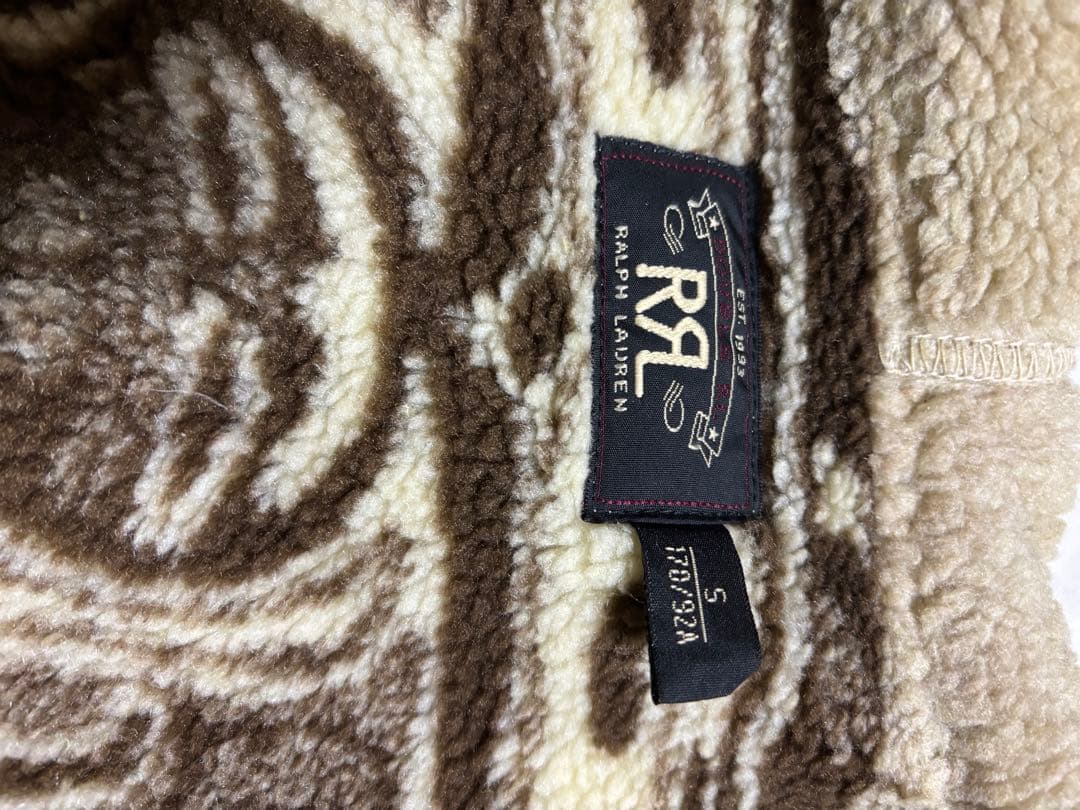 EST. 1993
RRL
RALPH LAUREN
S
170/92A